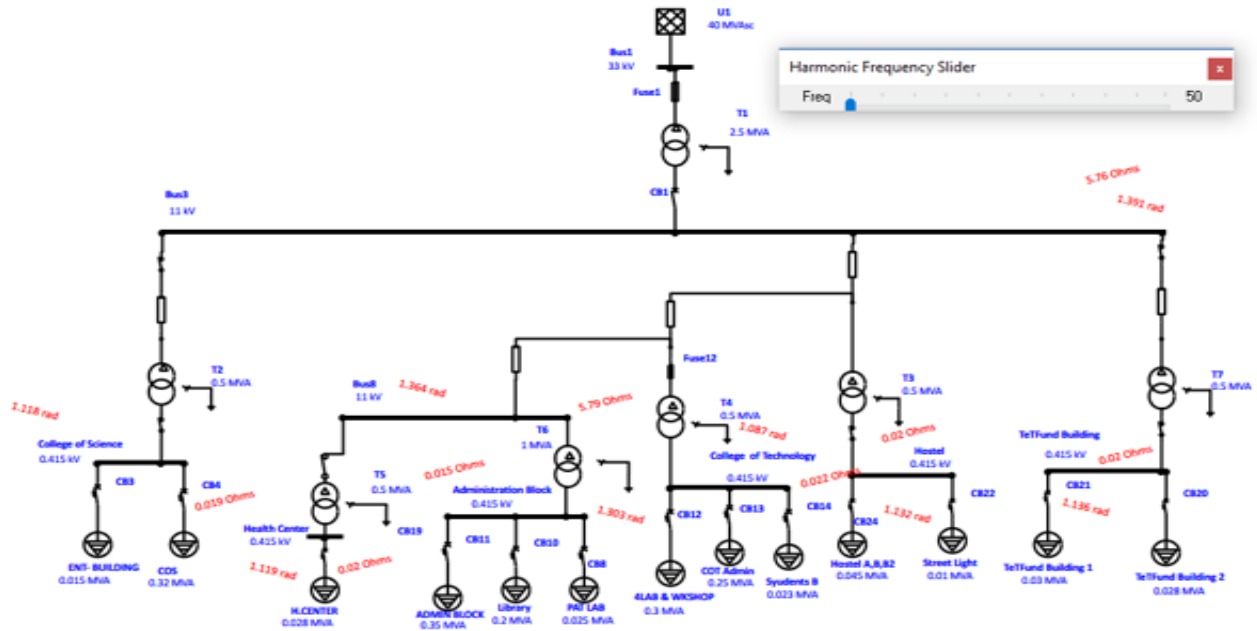 U1
40 MVAsc
Bus1
33 kV
Harmonic Frequency Slider
x
Freq
50
Fuse1
T1
2.5 MVA
CB1
5.76 Ohms
1.391 rad
Bus3
11 kV
T2
0.5 MVA
1.118 rad
College of Science
0.415 kV
CB3
CB4
0.019 Ohms
ENT- BUILDING
0.015 MVA
COS
0.32 MVA
Bus8
11 kV
1.364 rad
5.79 Ohms
T6
1 MVA
T5
0.5 MVA
0.015 Ohms
Administration Block
0.415 kV
1.303 rad
Health Center
0.415 kV
CB19
CB11
CB10
CB8
1.119 rad
0.02 Ohms
H.CENTER
0.028 MVA
ADMIN BLOCK
0.35 MVA
Library
0.2 MVA
PAT LAB
0.025 MVA
Fuse12
T4
0.5 MVA
1.087 rad
College of Technology
0.415 kV
0.021 Ohms
CB12
CB13
CB14
4LAB & WKSHOP
0.3 MVA
COT Admin
0.25 MVA
Syudents B
0.023 MVA
T3
0.5 MVA
0.02 Ohms
Hostel
0.415 kV
CB24
1.132 rad
CB22
Hostel A,B,B2
0.045 MVA
Street Light
0.01 MVA
T7
0.5 MVA
TeTFund Building
0.415 kV
0.02 Ohms
CB21
1.136 rad
CB20
TeTFund Building 1
0.03 MVA
TeTFund Building 2
0.028 MVA